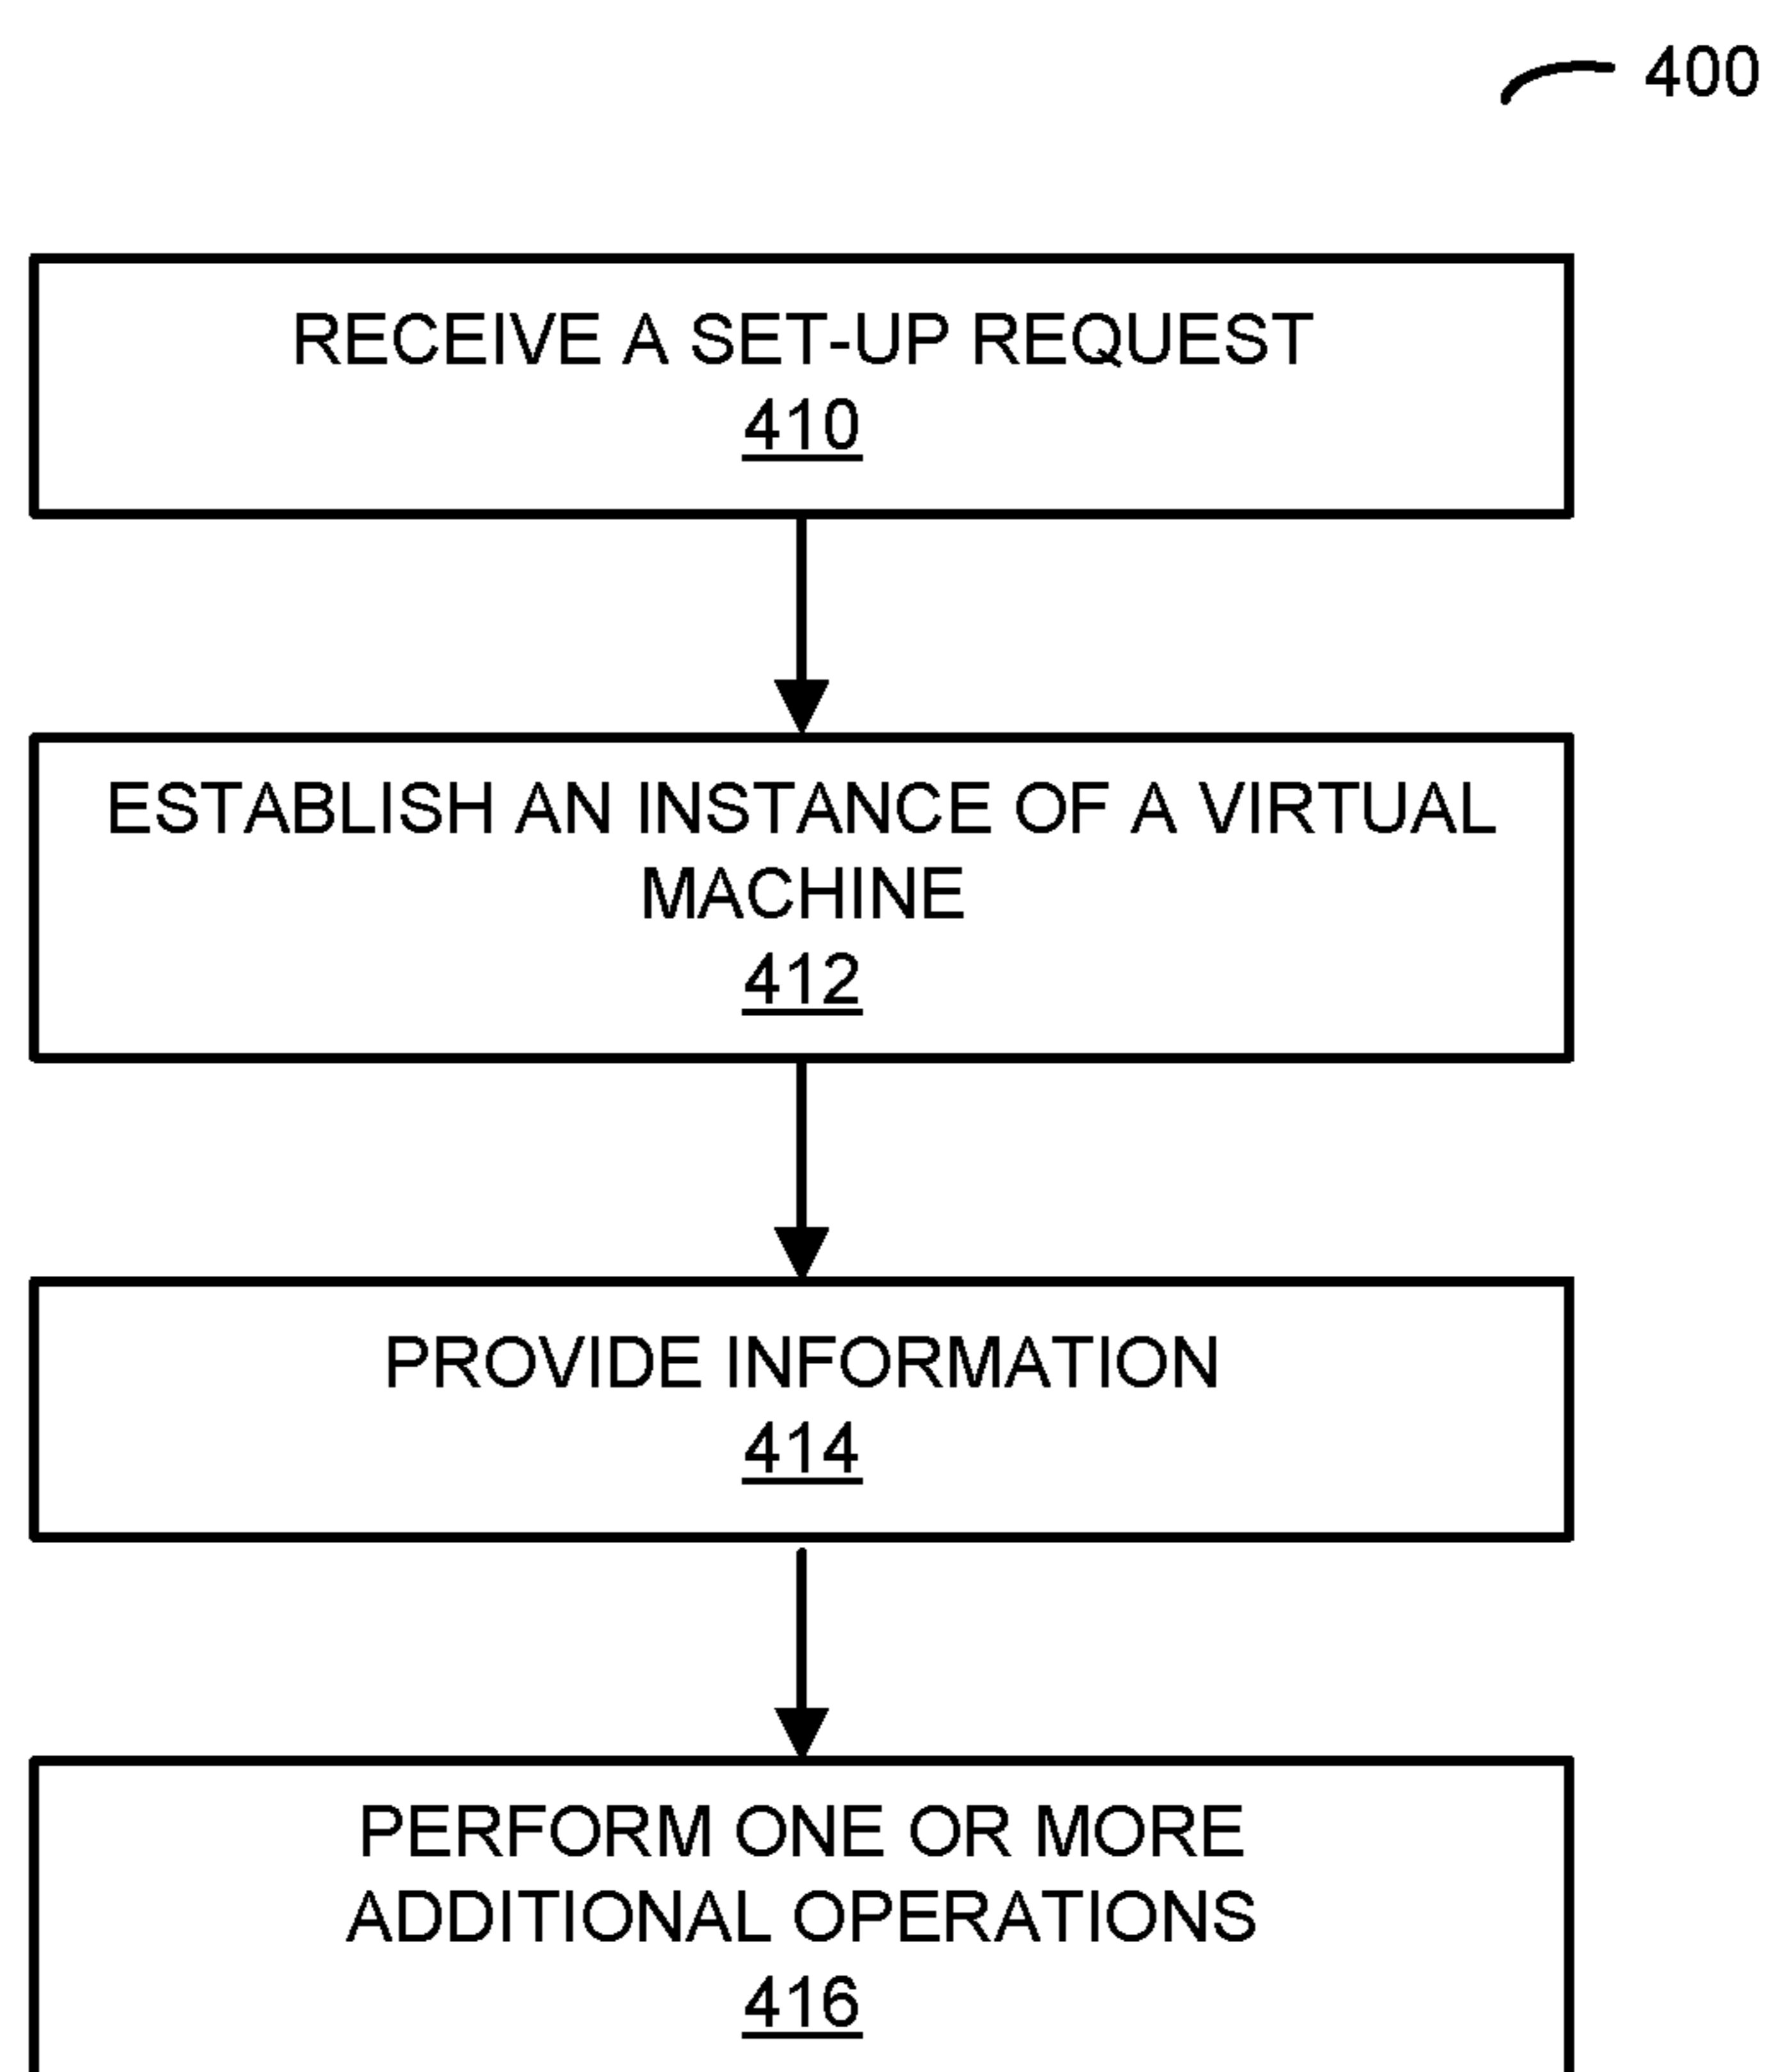 400
RECEIVE A SET-UP REQUEST
410
ESTABLISH AN INSTANCE OF A VIRTUAL
MACHINE
412
PROVIDE INFORMATION
414
PERFORM ONE OR MORE
ADDITIONAL OPERATIONS
416